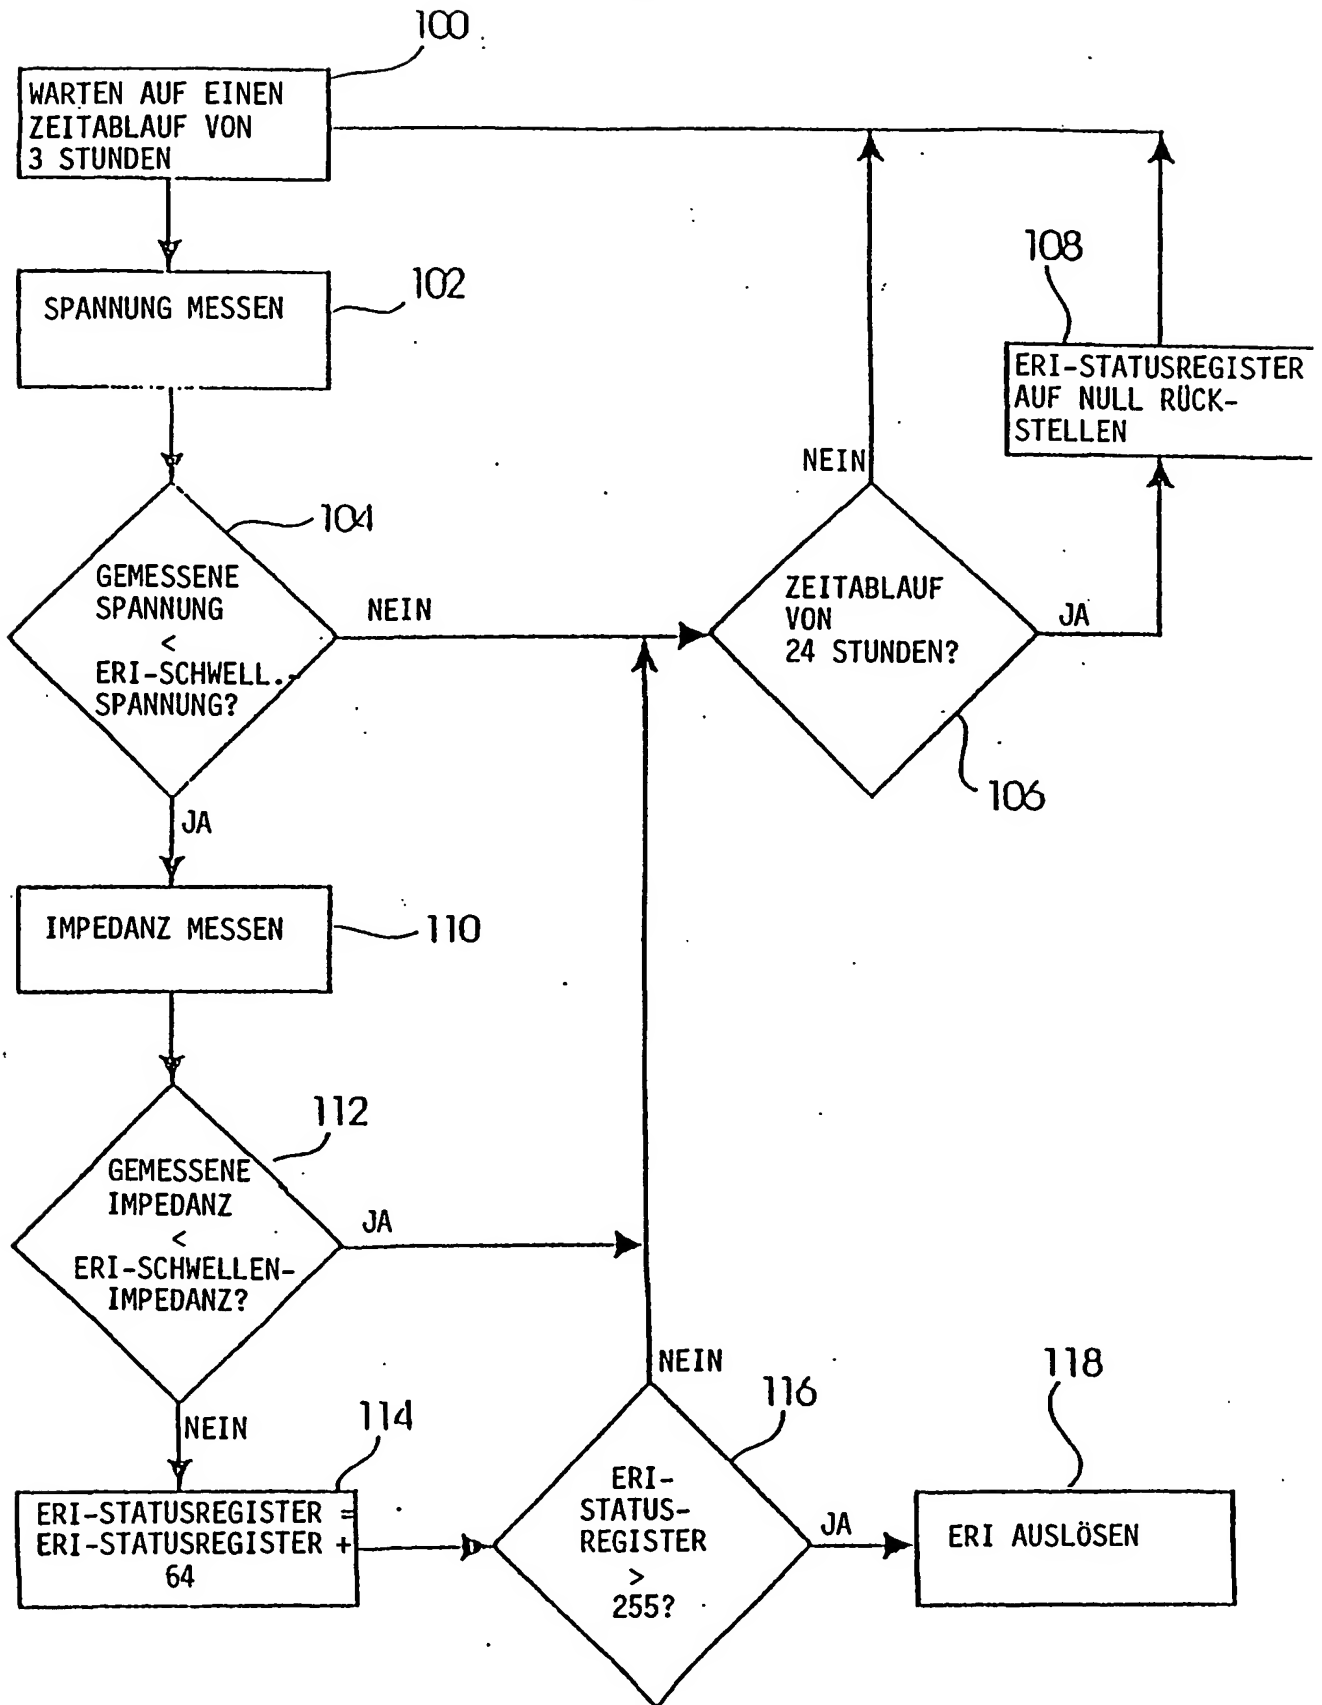 100
WARTEN AUF EINEN
ZEITABLAUF VON
3 STUNDEN
102
SPANNUNG MESSEN
108
ERI-STATUSREGISTER
AUF NULL RÜCK-
STELLEN
104
GEMESSENE
SPANNUNG
<
ERI-SCHWELL.-
SPANNUNG?
NEIN
NEIN
ZEITABLAUF
VON
24 STUNDEN?
JA
106
JA
IMPEDANZ MESSEN
110
112
GEMESSENE
IMPEDANZ
<
ERI-SCHWELLEN-
IMPEDANZ?
JA
NEIN
114
ERI-STATUSREGISTER =
ERI-STATUSREGISTER +
64
NEIN
116
ERI-
STATUS-
REGISTER
>
255?
JA
118
ERI AUSLÖSEN